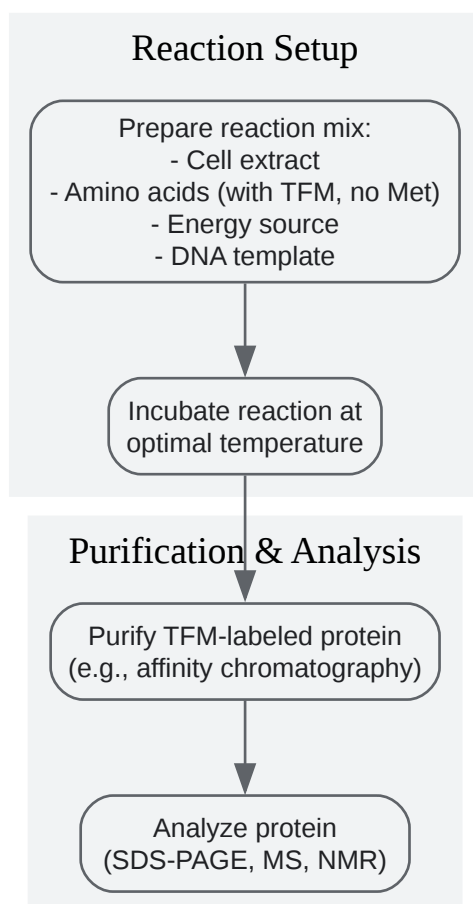 Reaction Setup
Prepare reaction mix:
- Cell extract
- Amino acids (with TFM, no Met)
- Energy source
- DNA template
Incubate reaction at
optimal temperature
Purification & Analysis
Purify TFM-labeled protein
(e.g., affinity chromatography)
Analyze protein
(SDS-PAGE, MS, NMR)